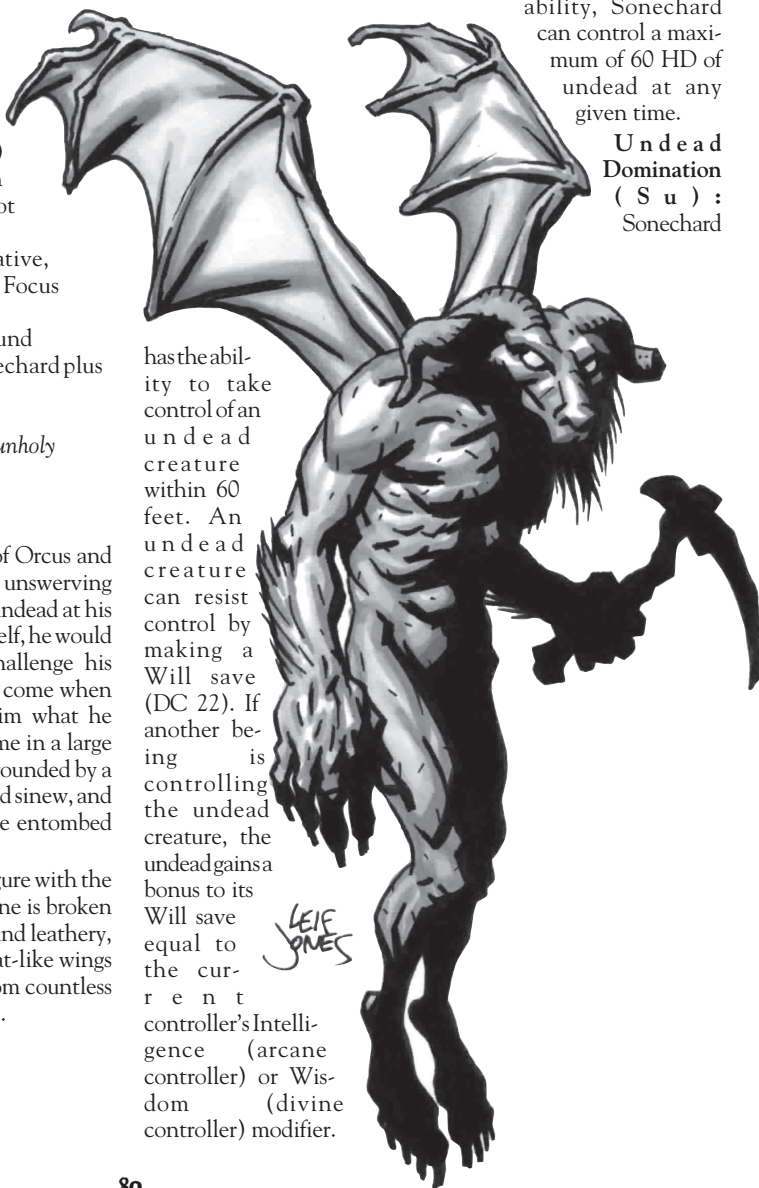 )
ot
ative,
Focus
und
echard plus
unholy
of Orcus and
unswerving
ndead at his
elf, he would
hallenge his
come when
im what he
me in a large
rounded by a
d sinew, and
e entombed
gure with the
ne is broken
nd leathery,
at-like wings
om countless
.
ability, Sonechard
can control a maxi-
mum of 60 HD of
undead at any
given time.
Undead
Domination
(Su):
Sonechard
has the abil-
ity to take
control of an
undead
creature
within 60
feet. An
undead
creature
can resist
control by
making a
Will save
(DC 22). If
another be-
ing is
controlling
the undead
creature, the
undead gains a
bonus to its
Will save
equal to
the cur-
rent
controller's Intelli-
gence (arcane
controller) or Wis-
dom (divine
controller) modifier.
LEIF
JONES